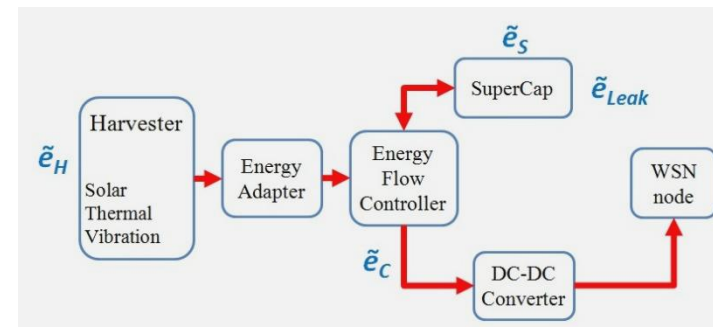 ẽS
SuperCap
ẽLeak
Harvester
ẽH
Solar
Thermal
Vibration
Energy
Adapter
Energy
Flow
Controller
WSN
node
ẽC
DC-DC
Converter